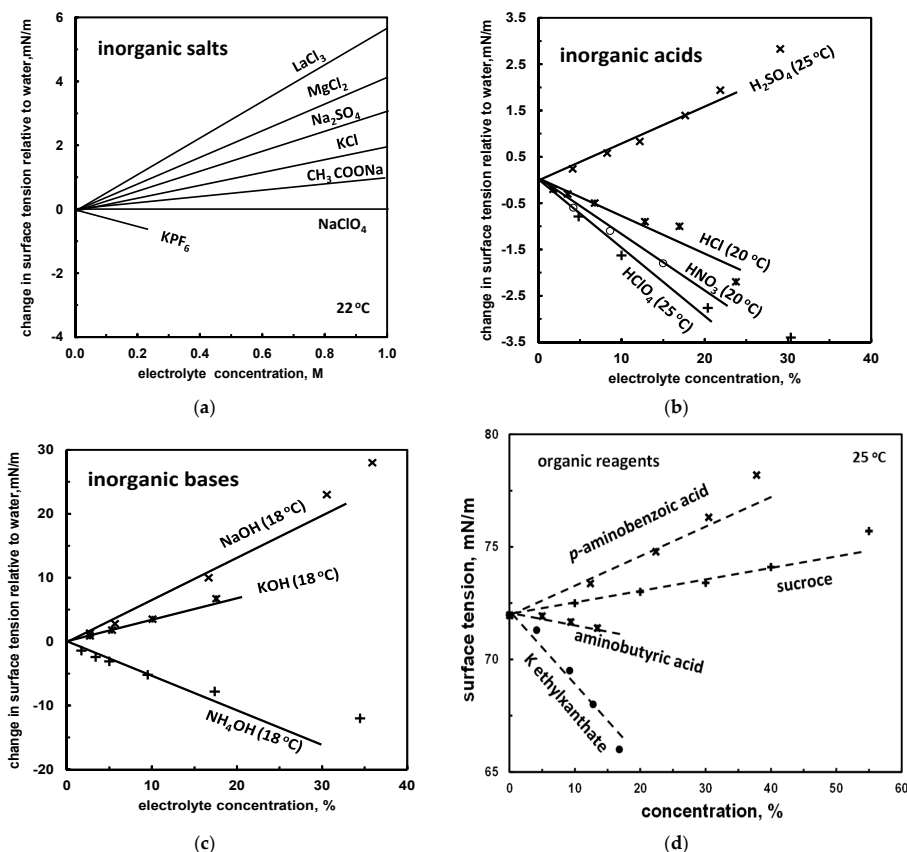 change in surface tension relative to water,mN/m
6
4
2
0
-2
-4
inorganic salts
LaCl3
MgCl2
Na2SO4
KCl
CH3 COONa
NaClO4
KPF6
22 °C
0.0 0.2 0.4 0.6 0.8 1.0
electrolyte concentration, M
(a)
change in surface tension relative to water,mN/m
3.5
2.5
1.5
0.5
-0.5
-1.5
-2.5
-3.5
inorganic acids
H2SO4 (25 °C)
HCl (20 °C)
HNO3 (20 °C)
HClO4 (25 °C)
0 10 20 30 40
electrolyte concentration, %
(b)
change in surface tension relative to water,mN/m
30
20
10
0
-10
-20
inorganic bases
NaOH (18 °C)
KOH (18 °C)
NH4OH (18 °C)
0 10 20 30 40
electrolyte concentration, %
(c)
surface tension, mN/m
80
75
70
65
organic reagents
25 °C
p-aminobenzoic acid
sucroce
aminobutyric acid
K ethylxanthate
0 10 20 30 40 50 60
concentration, %
(d)